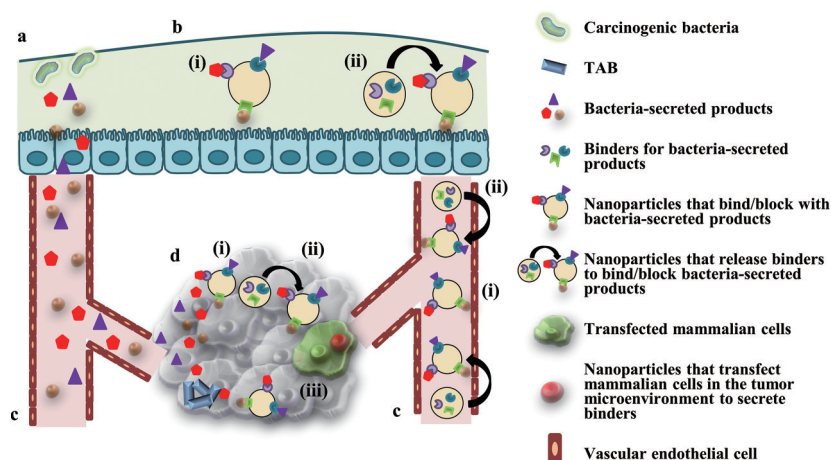 a
b
(i)
(ii)
(ii)
d
(i)
(ii)
(i)
(iii)
c
c
Carcinogenic bacteria
TAB
Bacteria-secreted products
Binders for bacteria-secreted
products
Nanoparticles that bind/block with
bacteria-secreted products
Nanoparticles that release binders
to bind/block bacteria-secreted
products
Transfected mammalian cells
Nanoparticles that transfect
mammalian cells in the tumor
microenvironment to secrete
binders
Vascular endothelial cell